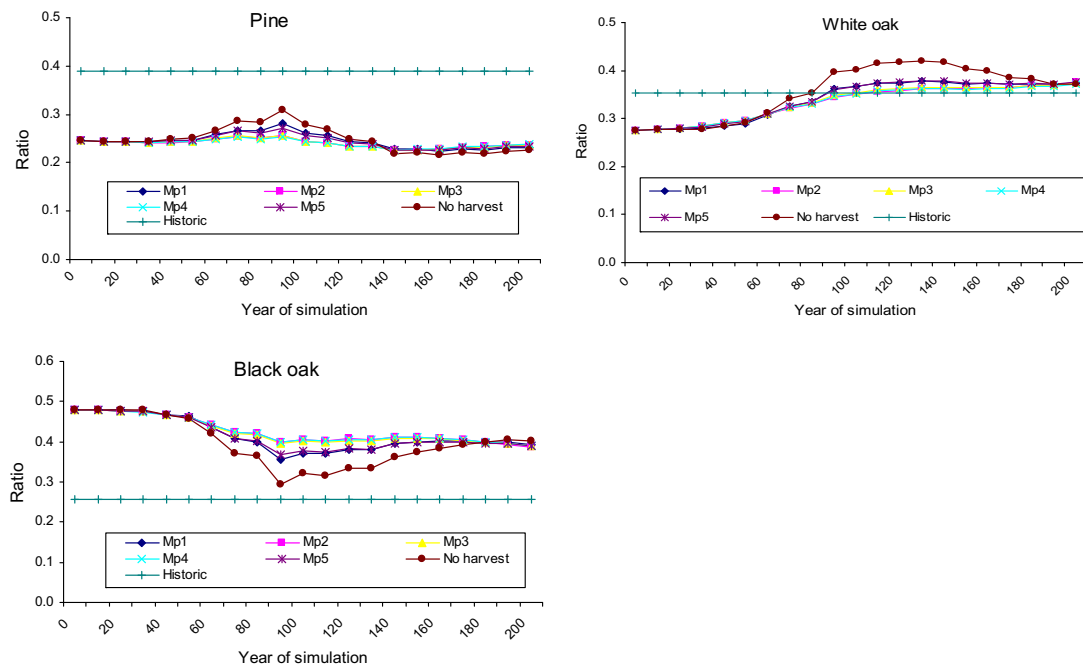 Pine
0.5
0.4
0.3
0.2
0.1
0.0
Ratio
Mp1 Mp2 Mp3
Mp4 Mp5 No harvest
Historic
0 20 40 60 80 100 120 140 160 180 200
Year of simulation
White oak
0.5
0.4
0.3
0.2
0.1
0.0
Ratio
Mp1 Mp2 Mp3 Mp4
Mp5 No harvest Historic
0 20 40 60 80 100 120 140 160 180 200
Year of simulation
Black oak
0.6
0.5
0.4
0.3
0.2
0.1
0.0
Ratio
Mp1 Mp2 Mp3
Mp4 Mp5 No harvest
Historic
0 20 40 60 80 100 120 140 160 180 200
Year of simulation